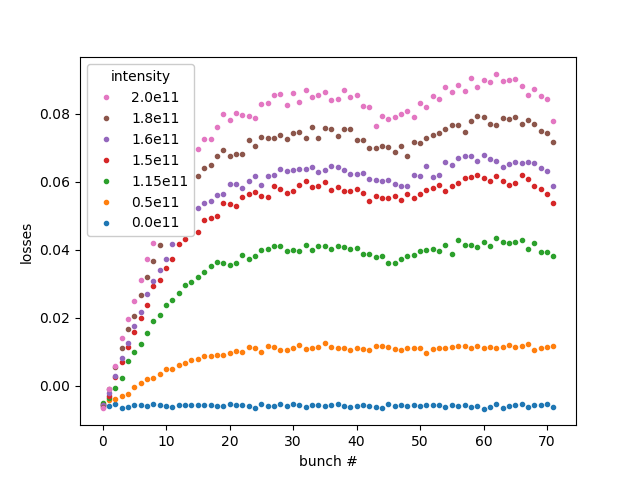 intensity
2.0e11
1.8e11
1.6e11
1.5e11
1.15e11
0.5e11
0.0e11
losses
0.08
0.06
0.04
0.02
0.00
0 10 20 30 40 50 60 70
bunch #